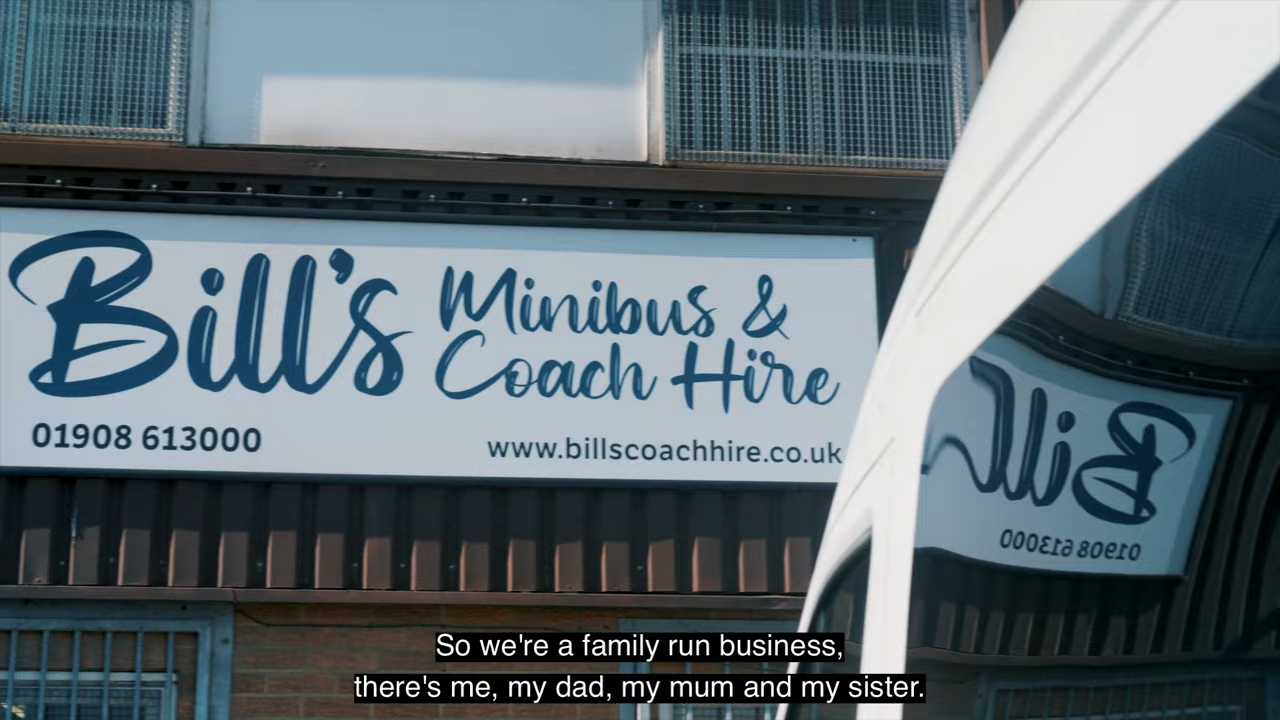 Bill's Minibus &
Coach Hire
01908 613000
www.billscoachhire.co.uk
Bill
01908 613000
So we're a family run business,
there's me, my dad, my mum and my sister.